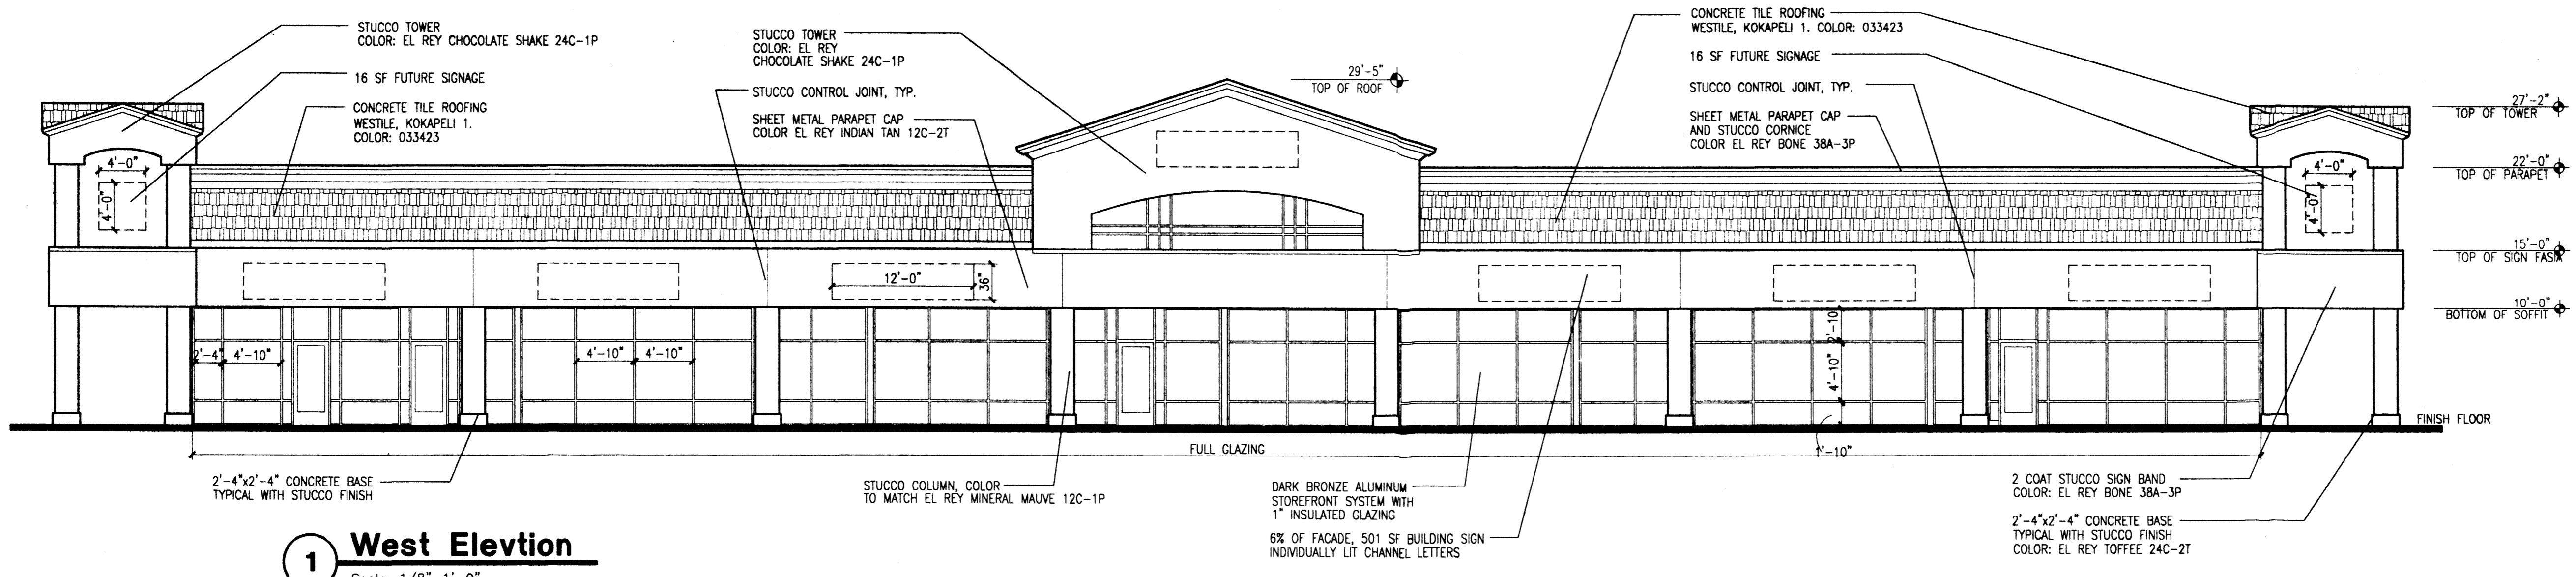 STUCCO TOWER
COLOR: EL REY CHOCOLATE SHAKE 24C-1P
16 SF FUTURE SIGNAGE
CONCRETE TILE ROOFING
WESTILE, KOKAPELI 1.
COLOR: 033423
STUCCO TOWER
COLOR: EL REY
CHOCOLATE SHAKE 24C-1P
STUCCO CONTROL JOINT, TYP.
SHEET METAL PARAPET CAP
COLOR EL REY INDIAN TAN 12C-2T
29'-5"
TOP OF ROOF
CONCRETE TILE ROOFING
WESTILE, KOKAPELI 1. COLOR: 033423
16 SF FUTURE SIGNAGE
STUCCO CONTROL JOINT, TYP.
SHEET METAL PARAPET CAP
AND STUCCO CORNICE
COLOR EL REY BONE 38A-3P
27'-2"
TOP OF TOWER
22'-0"
TOP OF PARAPET
15'-0"
TOP OF SIGN FASIA
10'-0"
BOTTOM OF SOFFIT
FINISH FLOOR
4'-0"
4'-0"
4'-0"
4'-0"
12'-0"
36"
2'-4"
4'-10"
4'-10"
4'-10"
2'-10
4'-10"
1'-10"
FULL GLAZING
2'-4"x2'-4" CONCRETE BASE
TYPICAL WITH STUCCO FINISH
STUCCO COLUMN, COLOR
TO MATCH EL REY MINERAL MAUVE 12C-1P
DARK BRONZE ALUMINUM
STOREFRONT SYSTEM WITH
1" INSULATED GLAZING
6% OF FACADE, 501 SF BUILDING SIGN
INDIVIDUALLY LIT CHANNEL LETTERS
2 COAT STUCCO SIGN BAND
COLOR: EL REY BONE 38A-3P
2'-4"x2'-4" CONCRETE BASE
TYPICAL WITH STUCCO FINISH
COLOR: EL REY TOFFEE 24C-2T
1
West Elevtion